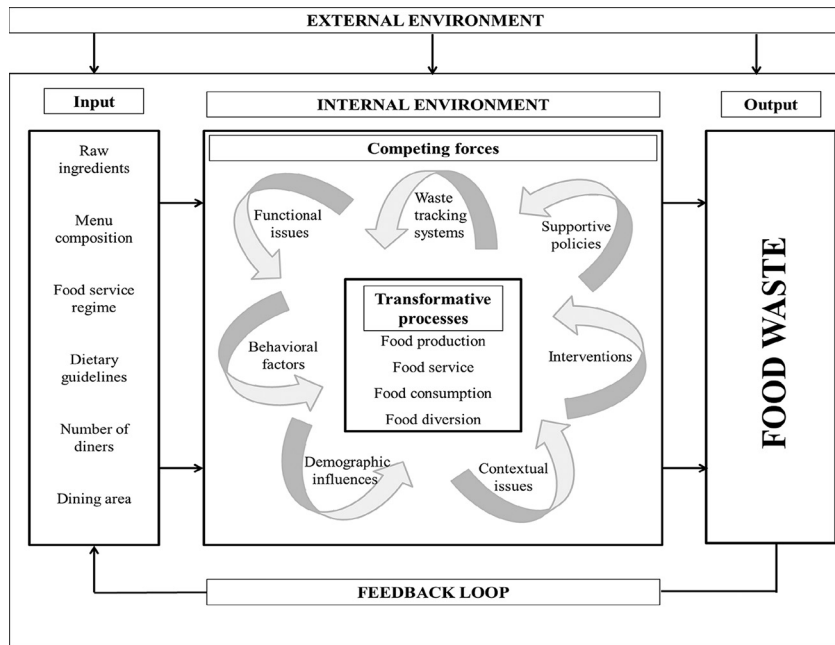 EXTERNAL ENVIRONMENT
Input
INTERNAL ENVIRONMENT
Output
Raw
ingredients
Menu
composition
Food service
regime
Dietary
guidelines
Number of
diners
Dining area
Competing forces
Functional
issues
Waste
tracking
systems
Supportive
policies
Behavioral
factors
Transformative
processes
Food production
Food service
Food consumption
Food diversion
Interventions
Demographic
influences
Contextual
issues
FOOD WASTE
FEEDBACK LOOP